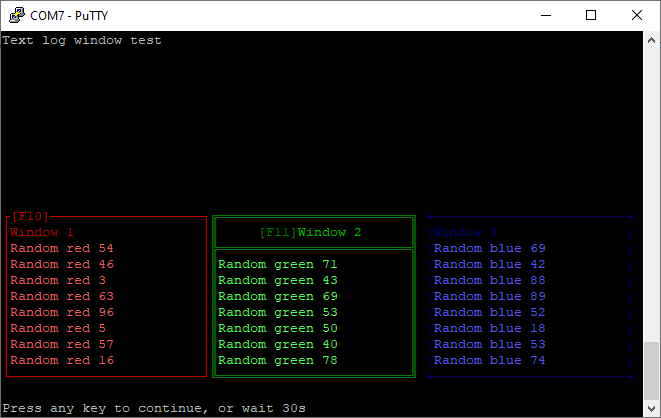 COM7 - PuTTY
Text log window test
[F10]
Window 1
Random red 54
Random red 46
Random red 3
Random red 63
Random red 96
Random red 5
Random red 57
Random red 16
[F11]Window 2
Random green 71
Random green 43
Random green 69
Random green 53
Random green 50
Random green 40
Random green 78
Window 3
Random blue 69
Random blue 42
Random blue 88
Random blue 89
Random blue 52
Random blue 18
Random blue 53
Random blue 74
Press any key to continue, or wait 30s